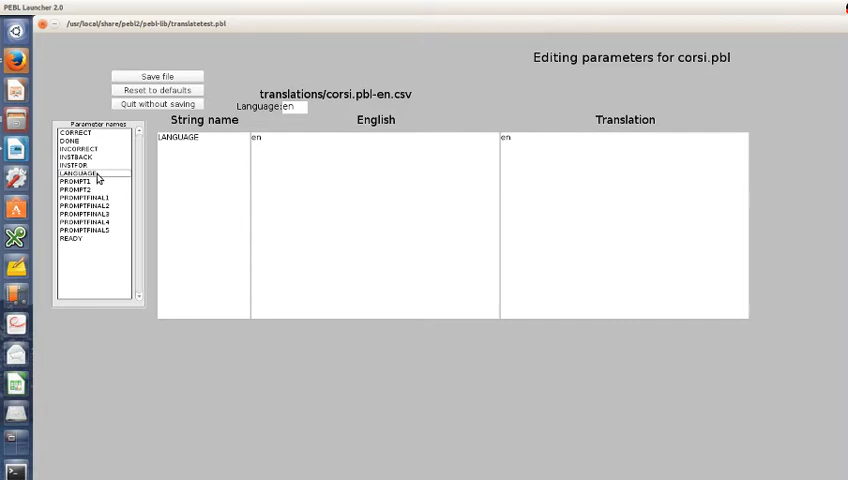 PEBL Launcher 2.0
/usr/local/share/pebl2/pebl-lib/translatetest.pbl
Editing parameters for corsi.pbl
Save file
Reset to defaults
Quit without saving
translations/corsi.pbl-en.csv
Language:en
Parameter names
String name
English
Translation
CORRECT
DONE
INCORRECT
INSTBACK
INSTFOR
LANGUAGE
PROMPT1
PROMPT2
PROMPTFINAL1
PROMPTFINAL2
PROMPTFINAL3
PROMPTFINAL4
PROMPTFINAL5
READY
LANGUAGE
en
en